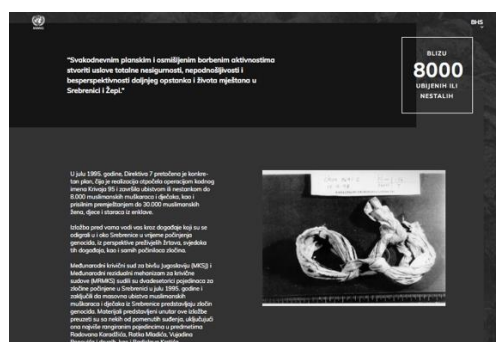 BHS
"Svakodnevnim planskim i osmišljenim borbenim aktivnostima
stvoriti uslove totalne nesigurnosti, nepodnošljivosti i
besperspektivnosti daljnjeg opstanka i života mještana u
Srebrenici i Žepi."
BLIZU
8000
UBIJENIH ILI
NESTALIH
U julu 1995. godine, Direktiva 7 pretočena je konkre-
tan plan, čija je realizacija otpočela operacijom kodnog
imena Krivaja 95 i završila ubistvom ili nestankom do
8.000 muslimanskih muškaraca i dječaka, kao i
prisilnim premještanjem do 30.000 muslimanskih
žena, djece i staraca iz enklave.
Izložba pred vama vodi vas kroz događaje koji su se
odigrali u i oko Srebrenice u vrijeme počinjenja
genocida, iz perspektive preživjelih žrtava, svjedoka
tih događaja, kao i samih počinilaca zločina.
Međunarodni krivični sud za bivšu Jugoslaviju (MKSJ) i
Međunarodni rezidualni mehanizam za krivične
sudove (MRMKS) sudili su dvadesetorici pojedinaca za
zločine počinjene u Srebrenici u julu 1995. godine i
zaključili da masovna ubistva muslimanskih
muškaraca i dječaka iz Srebrenice predstavljaju zločin
genocida. Materijali predstavljeni unutar ove izložbe
preuzeti su sa nekih od pomenutih suđenja, uključujući
ona najviše rangiranim pojedincima u predmetima
Radovana Karadžića, Ratka Mladića, Vujadina